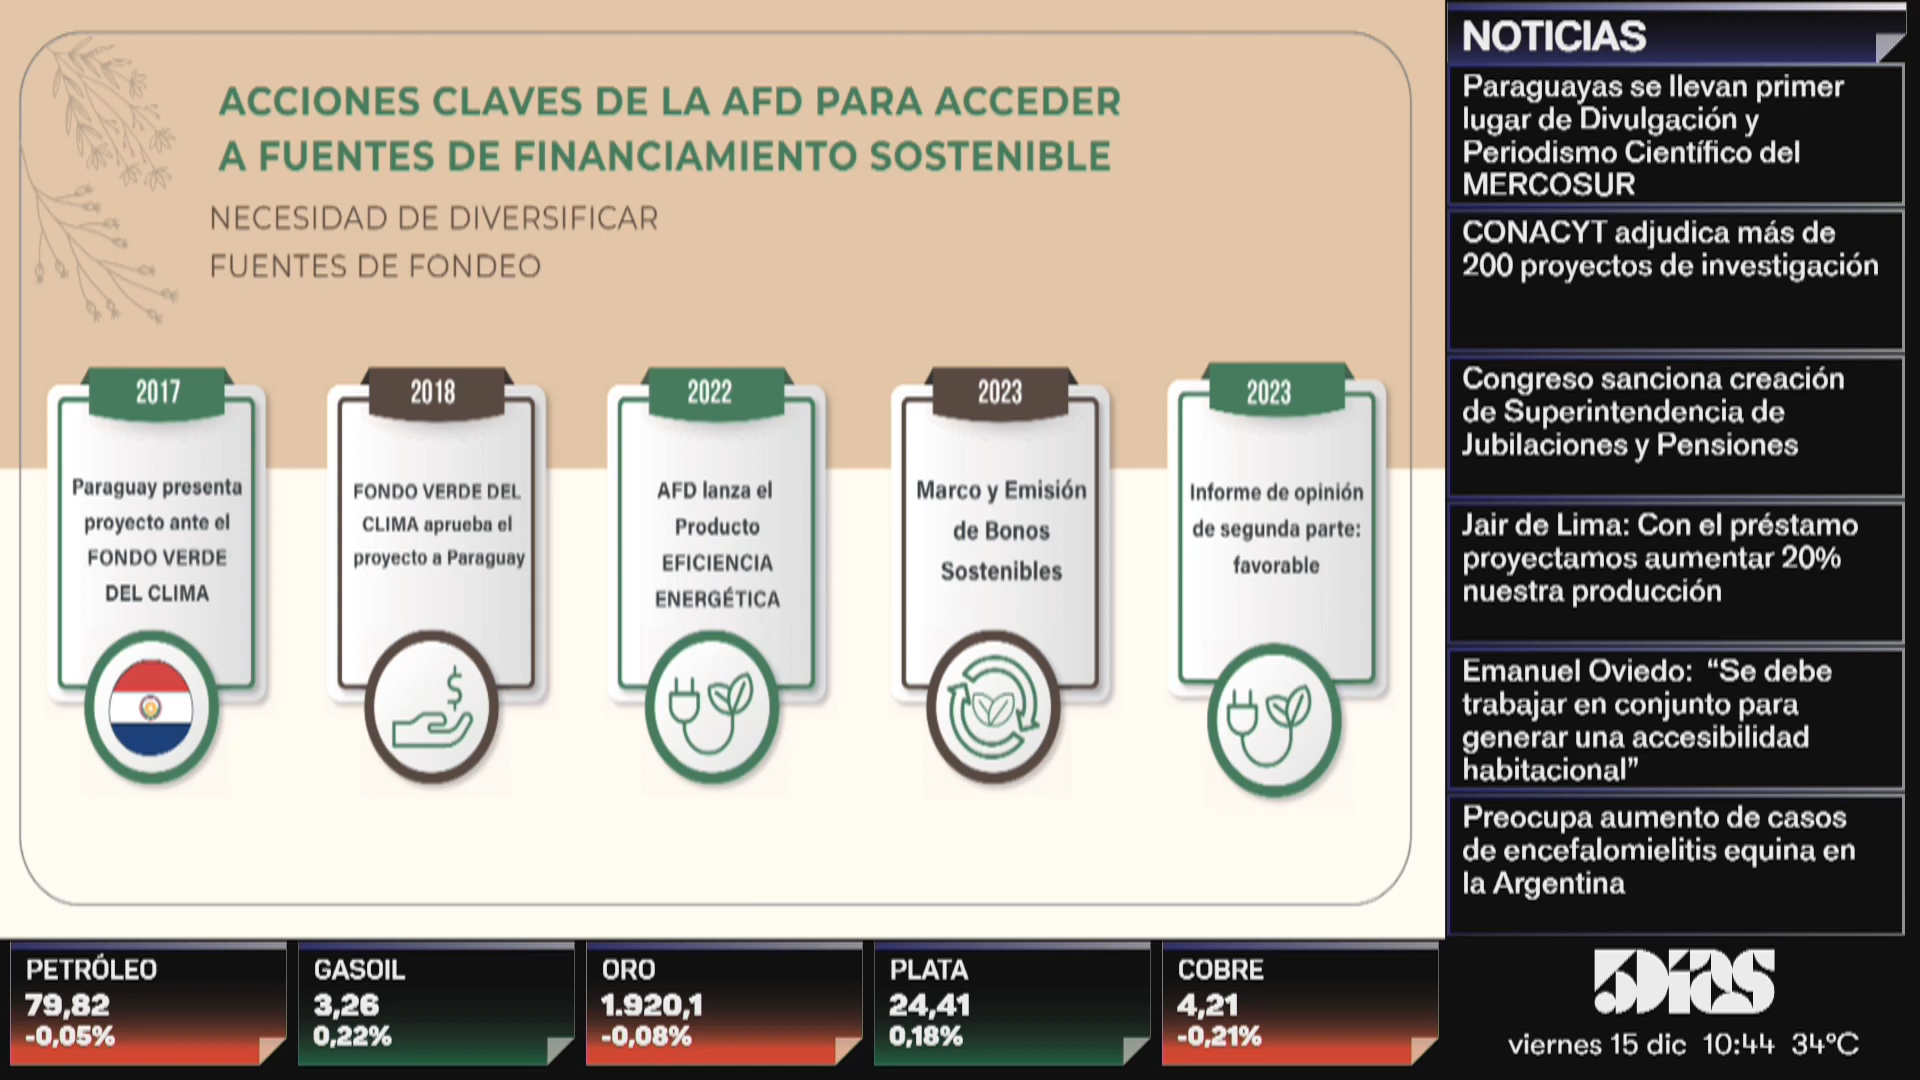 ACCIONES CLAVES DE LA AFD PARA ACCEDER
A FUENTES DE FINANCIAMIENTO SOSTENIBLE
NECESIDAD DE DIVERSIFICAR
FUENTES DE FONDEO
2017
Paraguay presenta
proyecto ante el
FONDO VERDE
DEL CLIMA
2018
FONDO VERDE DEL
CLIMA aprueba el
proyecto a Paraguay
2022
AFD lanza el
Producto
EFICIENCIA
ENERGÉTICA
2023
Marco y Emisión
de Bonos
Sostenibles
2023
Informe de opinión
de segunda parte:
favorable
NOTICIAS
Paraguayas se llevan primer
lugar de Divulgación y
Periodismo Científico del
MERCOSUR
CONACYT adjudica más de
200 proyectos de investigación
Congreso sanciona creación
de Superintendencia de
Jubilaciones y Pensiones
Jair de Lima: Con el préstamo
proyectamos aumentar 20%
nuestra producción
Emanuel Oviedo: “Se debe
trabajar en conjunto para
generar una accesibilidad
habitacional”
Preocupa aumento de casos
de encefalomielitis equina en
la Argentina
PETRÓLEO
79,82
-0,05%
GASOIL
3,26
0,22%
ORO
1.920,1
-0,08%
PLATA
24,41
0,18%
COBRE
4,21
-0,21%
5DIAS
viernes 15 dic 10:44 34°C